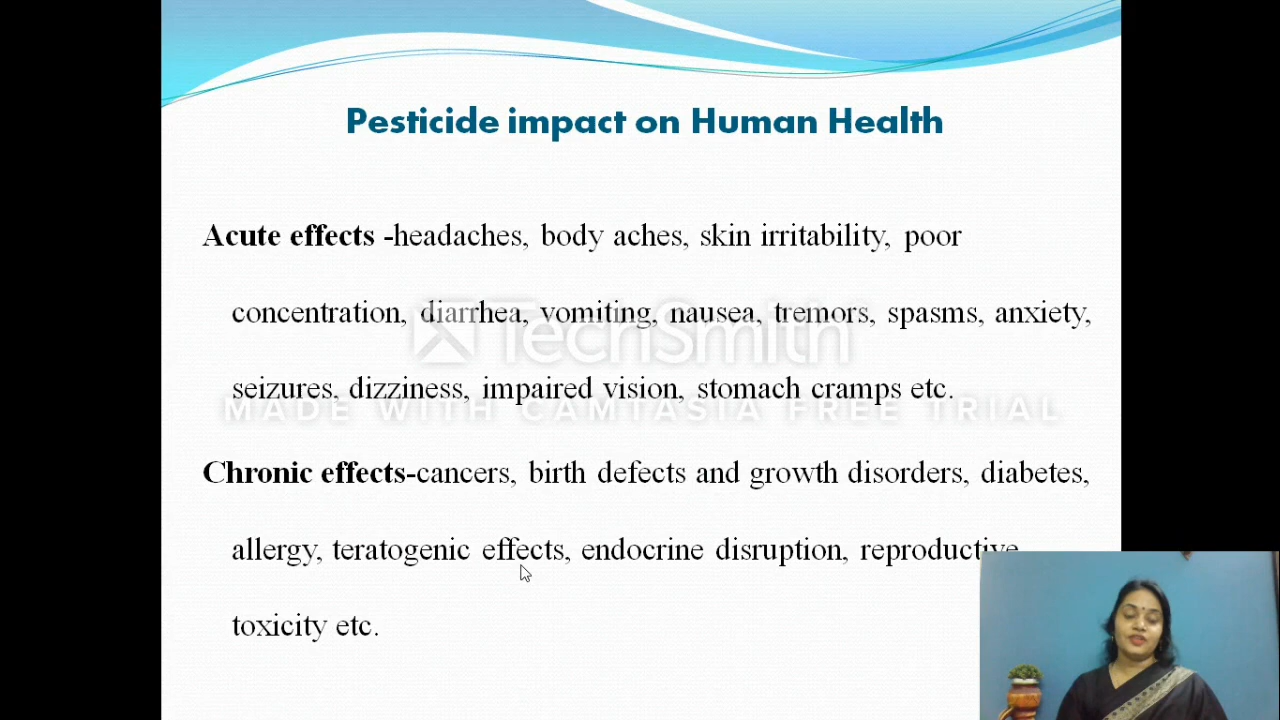 Pesticide impact on Human Health
Acute effects -headaches, body aches, skin irritability, poor
concentration, diarrhea, vomiting, nausea, tremors, spasms, anxiety,
TechSmith
seizures, dizziness, impaired vision, stomach cramps etc.
MADE WITH CAMTASIA FREE TRIAL
Chronic effects-cancers, birth defects and growth disorders, diabetes,
allergy, teratogenic effects, endocrine disruption, reproductive
toxicity etc.